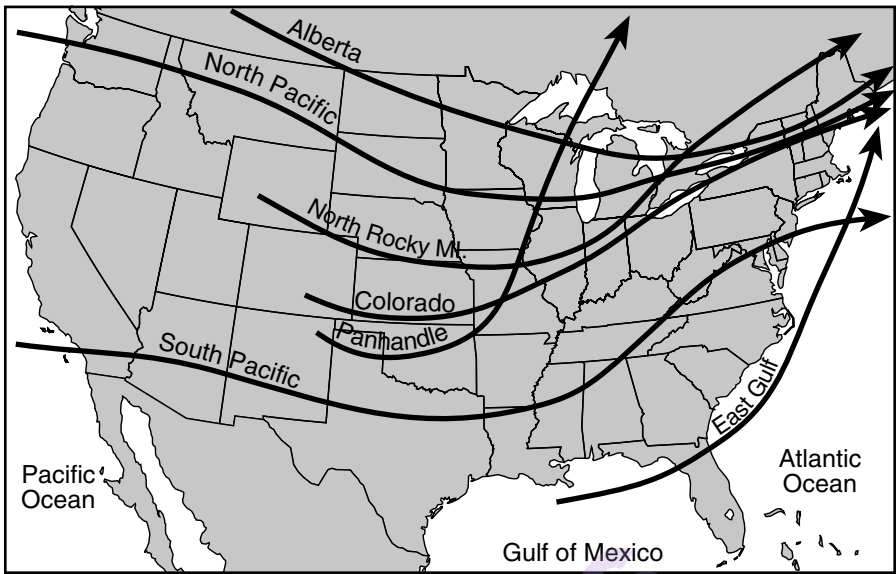 Alberta
North Pacific
North Rocky Mt.
Colorado
Panhandle
South Pacific
East Gulf
Pacific
Ocean
Atlantic
Ocean
Gulf of Mexico